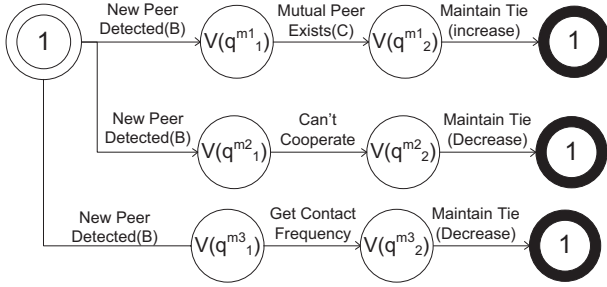 New Peer
Detected(B)
Mutual Peer
Exists(C)
Maintain Tie
(increase)
1
V(q^m1_1)
V(q^m1_2)
1
New Peer
Detected(B)
Can't
Cooperate
Maintain Tie
(Decrease)
V(q^m2_1)
V(q^m2_2)
1
New Peer
Detected(B)
Get Contact
Frequency
Maintain Tie
(Decrease)
V(q^m3_1)
V(q^m3_2)
1